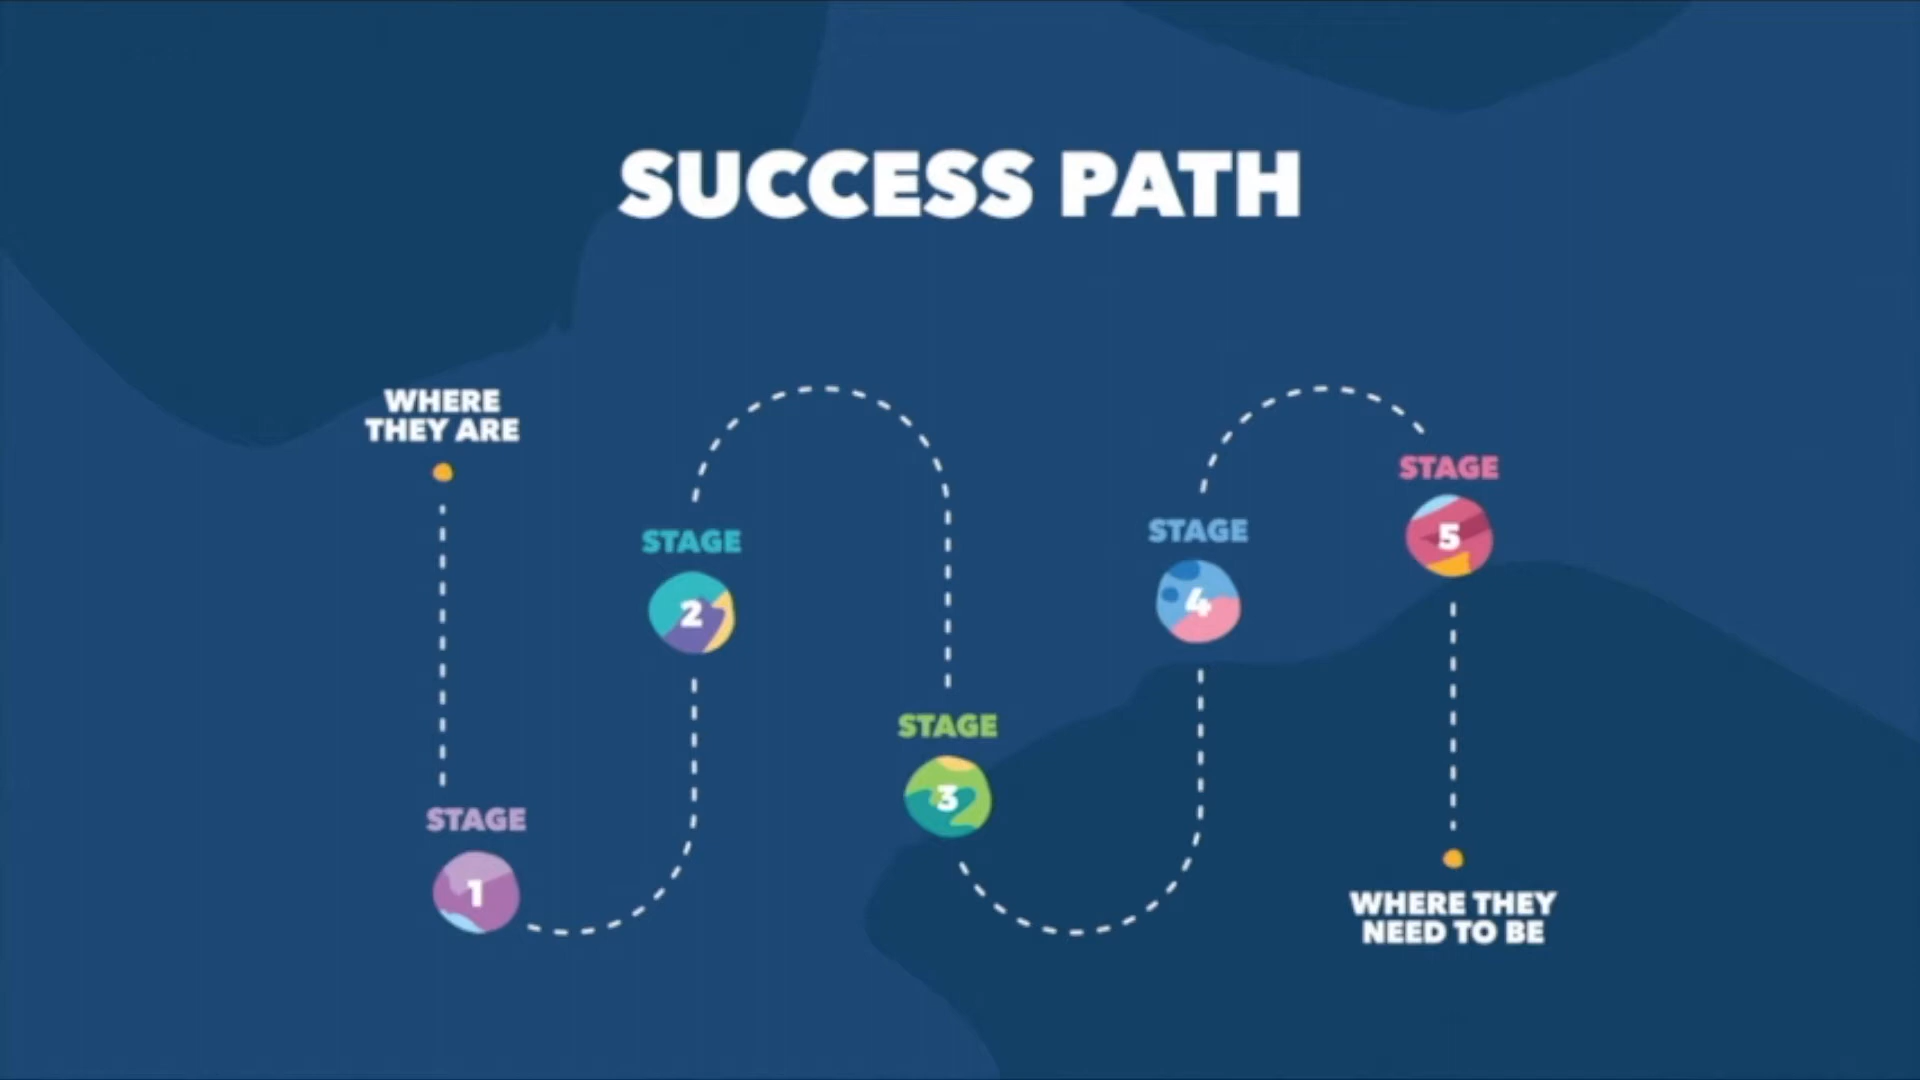 SUCCESS PATH
WHERE
THEY ARE
STAGE
1
STAGE
2
STAGE
3
STAGE
4
STAGE
5
WHERE THEY
NEED TO BE